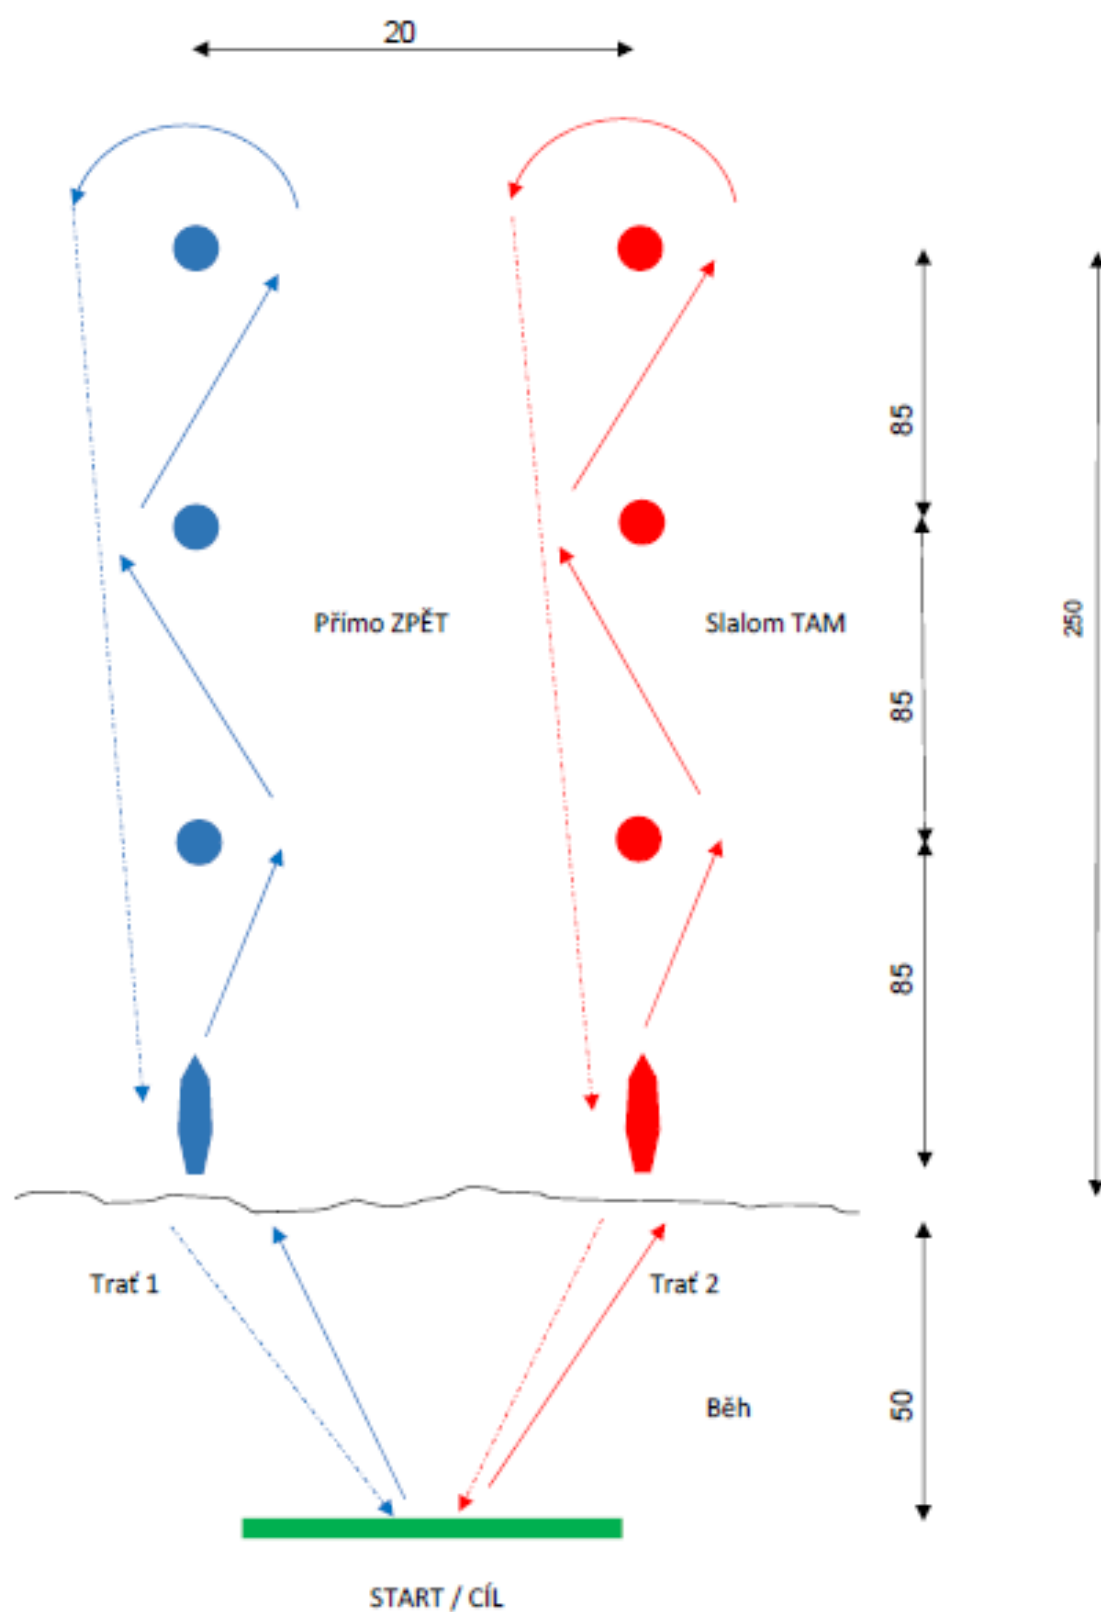 20
85
Přímo ZPĚT
Slalom TAM
250
85
85
Trať 1
Trať 2
Běh
50
START / CÍL